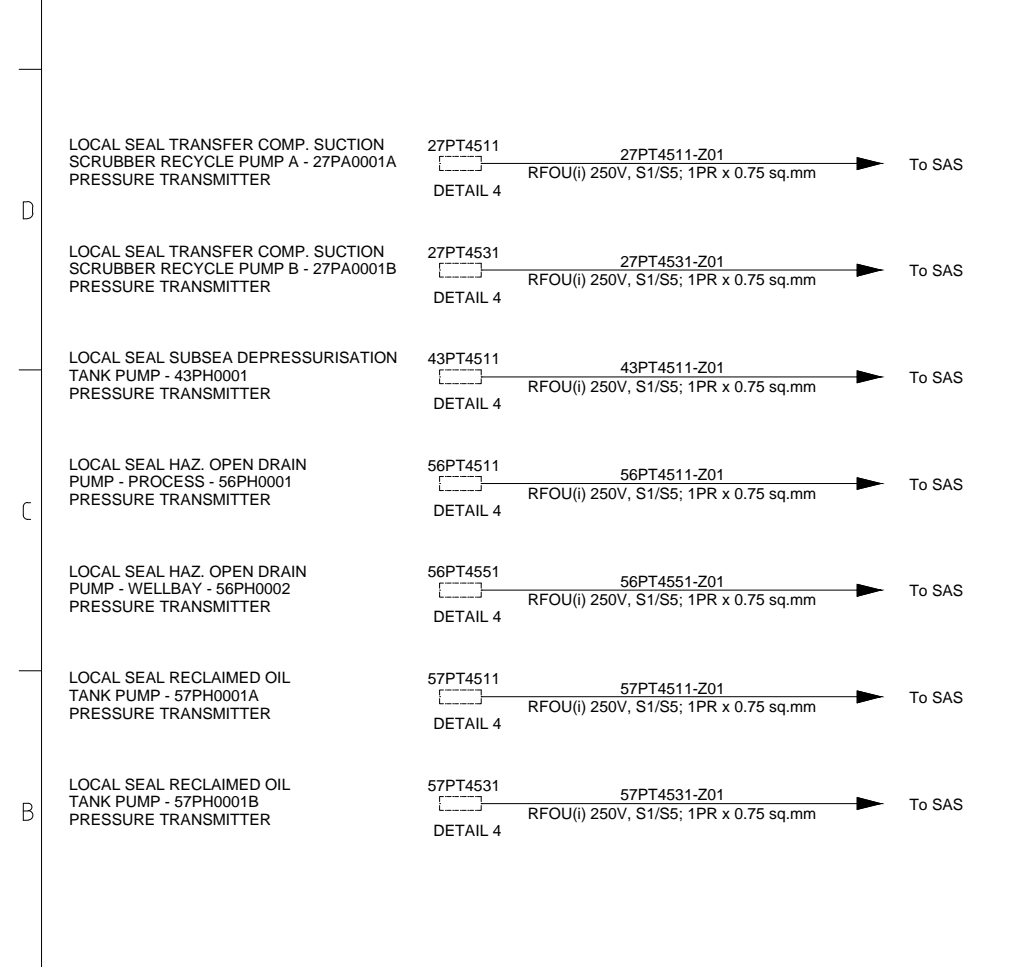 LOCAL SEAL TRANSFER COMP. SUCTION
SCRUBBER RECYCLE PUMP A - 27PA0001A
PRESSURE TRANSMITTER
27PT4511
DETAIL 4
27PT4511-Z01
RFOU(i) 250V, S1/S5; 1PR x 0.75 sq.mm
To SAS
D
LOCAL SEAL TRANSFER COMP. SUCTION
SCRUBBER RECYCLE PUMP B - 27PA0001B
PRESSURE TRANSMITTER
27PT4531
DETAIL 4
27PT4531-Z01
RFOU(i) 250V, S1/S5; 1PR x 0.75 sq.mm
To SAS
LOCAL SEAL SUBSEA DEPRESSURISATION
TANK PUMP - 43PH0001
PRESSURE TRANSMITTER
43PT4511
DETAIL 4
43PT4511-Z01
RFOU(i) 250V, S1/S5; 1PR x 0.75 sq.mm
To SAS
LOCAL SEAL HAZ. OPEN DRAIN
PUMP - PROCESS - 56PH0001
PRESSURE TRANSMITTER
56PT4511
DETAIL 4
56PT4511-Z01
RFOU(i) 250V, S1/S5; 1PR x 0.75 sq.mm
To SAS
C
LOCAL SEAL HAZ. OPEN DRAIN
PUMP - WELLBAY - 56PH0002
PRESSURE TRANSMITTER
56PT4551
DETAIL 4
56PT4551-Z01
RFOU(i) 250V, S1/S5; 1PR x 0.75 sq.mm
To SAS
LOCAL SEAL RECLAIMED OIL
TANK PUMP - 57PH0001A
PRESSURE TRANSMITTER
57PT4511
DETAIL 4
57PT4511-Z01
RFOU(i) 250V, S1/S5; 1PR x 0.75 sq.mm
To SAS
LOCAL SEAL RECLAIMED OIL
TANK PUMP - 57PH0001B
PRESSURE TRANSMITTER
57PT4531
DETAIL 4
57PT4531-Z01
RFOU(i) 250V, S1/S5; 1PR x 0.75 sq.mm
To SAS
B